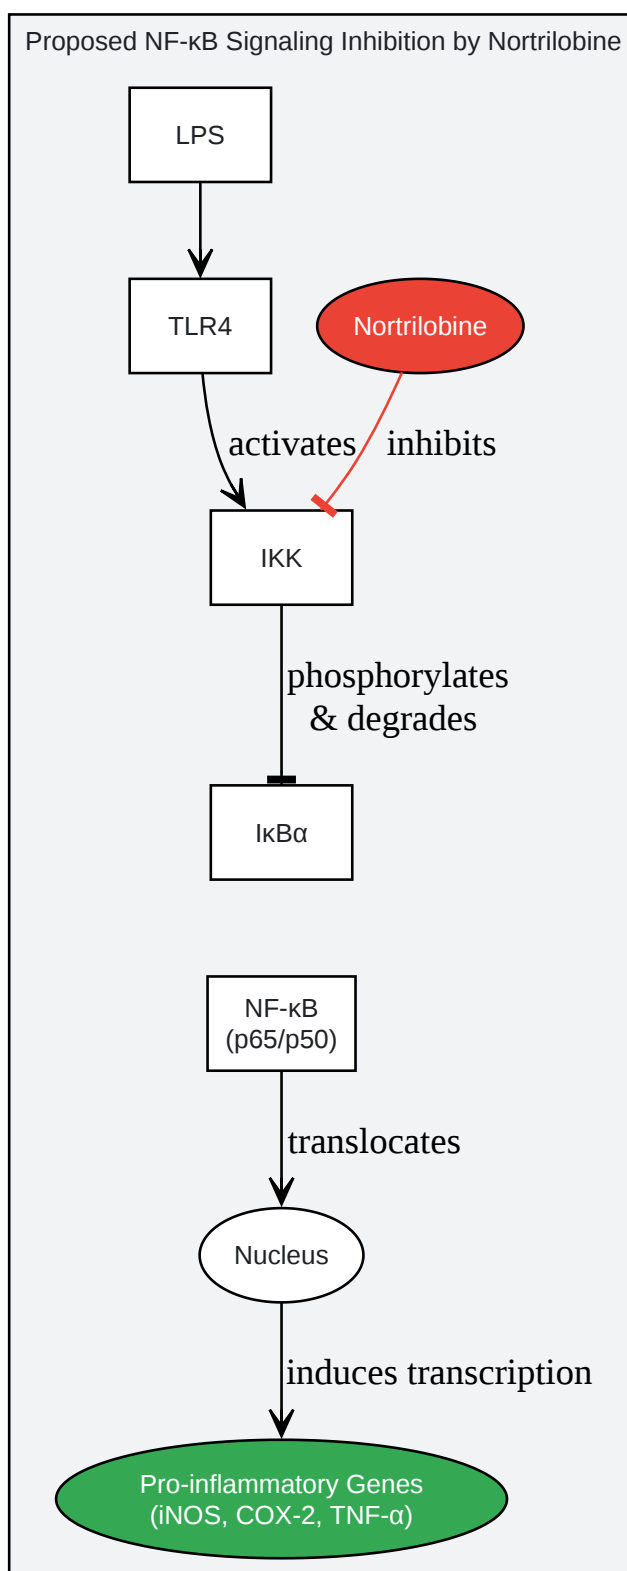 Proposed NF-κB Signaling Inhibition by Nortrilobine
LPS
TLR4
Nortrilobine
activates
inhibits
IKK
phosphorylates
& degrades
IκBα
NF-κB
(p65/p50)
translocates
Nucleus
induces transcription
Pro-inflammatory Genes
(iNOS, COX-2, TNF-α)